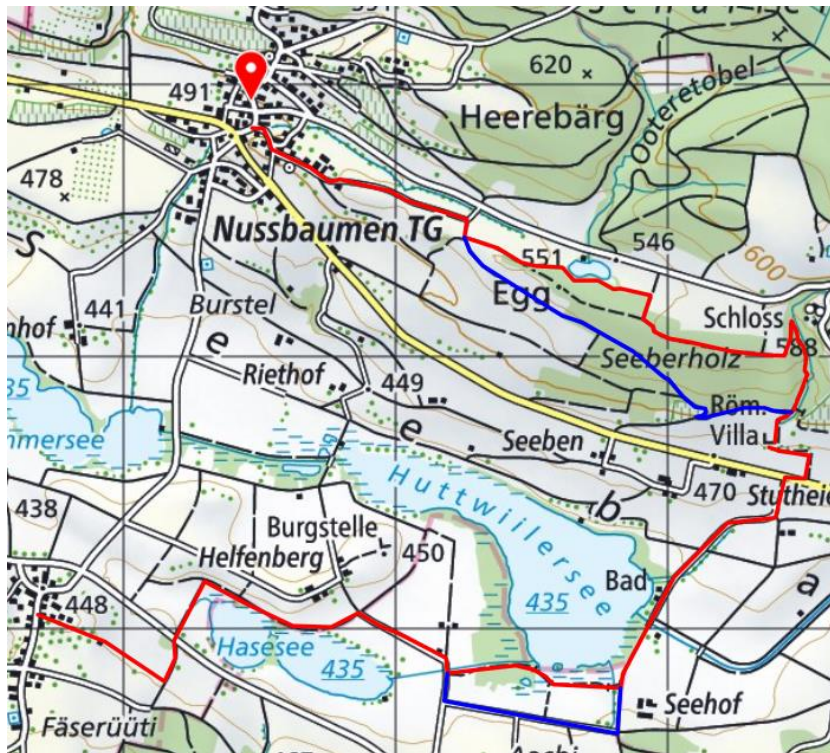 620
491
Heerebärg
Ooteretobel
478
Nussbaumen TG
546
551
600
Egg
441
Burstel
Schloss
588
Seeberholz
Riethof
449
Röm.
Villa
Seeben
470
Huttwiilersee
438
Burgstelle
Helfenberg
450
Bad
435
448
Hasesee
435
Seehof
Fäserüüti